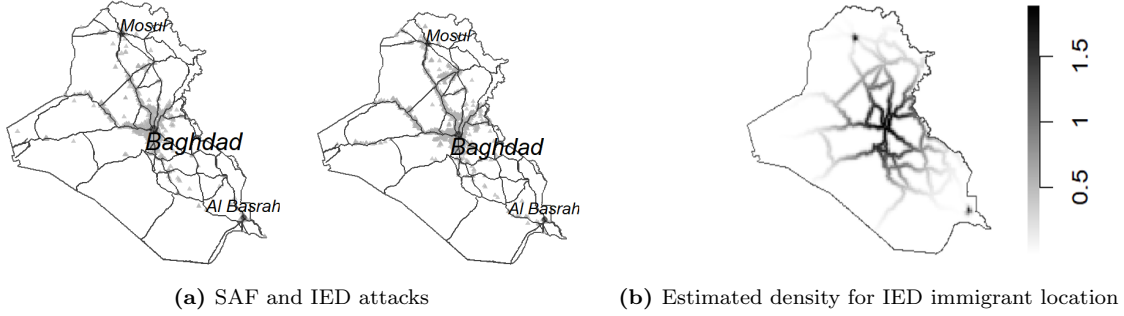 Mosul
Baghdad
Al Basrah
Mosul
Baghdad
Al Basrah
1.5
1
0.5
(a) SAF and IED attacks
(b) Estimated density for IED immigrant location